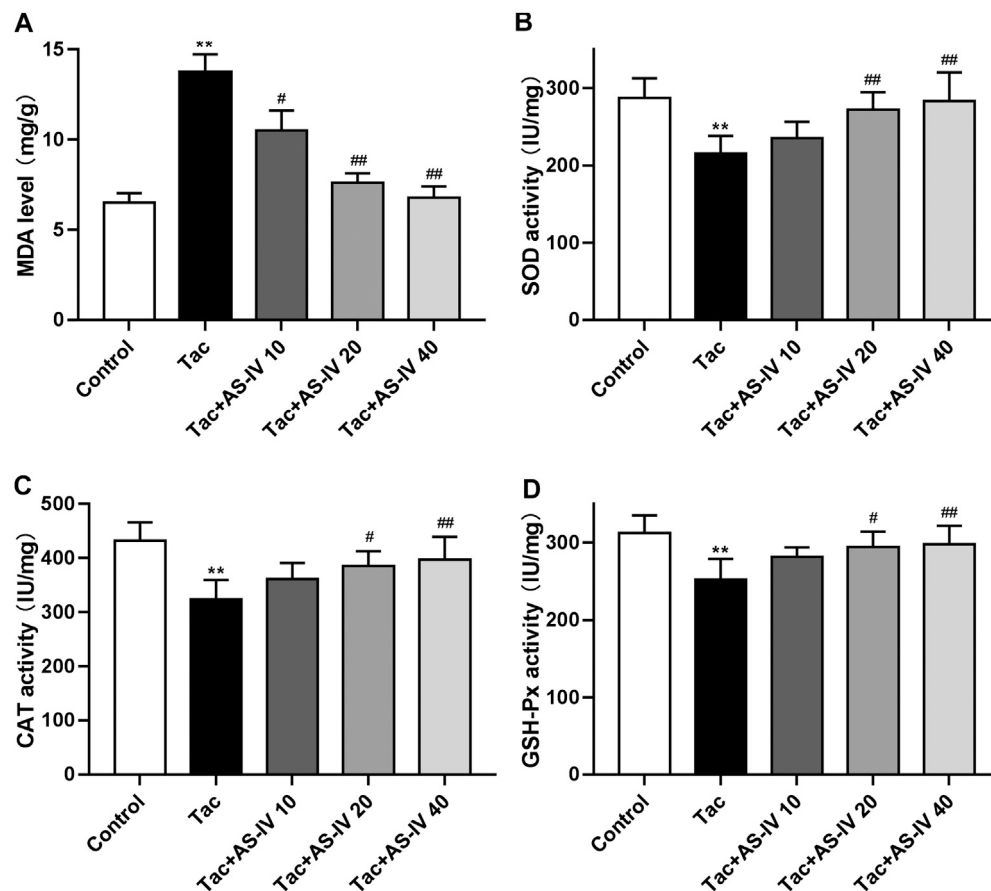 A
MDA level（mg/g）
15
10
5
0
**
#
##
##
Control
Tac
Tac+AS-IV 10
Tac+AS-IV 20
Tac+AS-IV 40
B
SOD activity（IU/mg）
300
200
100
0
**
##
##
Control
Tac
Tac+AS-IV 10
Tac+AS-IV 20
Tac+AS-IV 40
C
CAT activity（IU/mg）
500
400
300
200
100
0
**
#
##
Control
Tac
Tac+AS-IV 10
Tac+AS-IV 20
Tac+AS-IV 40
D
GSH-Px activity（IU/mg）
300
200
100
0
**
#
##
Control
Tac
Tac+AS-IV 10
Tac+AS-IV 20
Tac+AS-IV 40